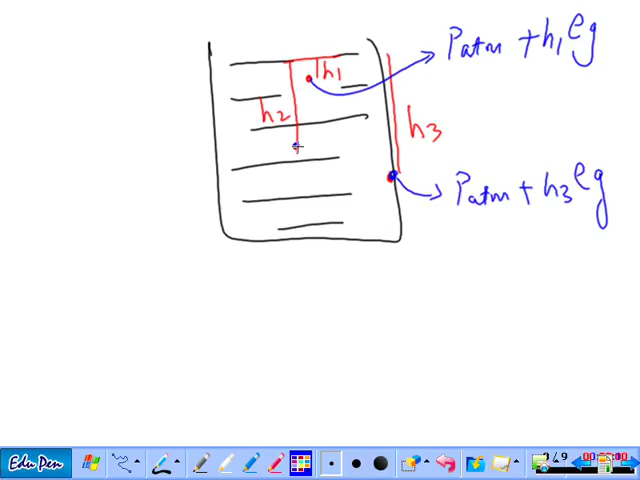 Patm + h₁ρg
h₁
h₂
h₃
Patm + h₃ρg
Edu Pen